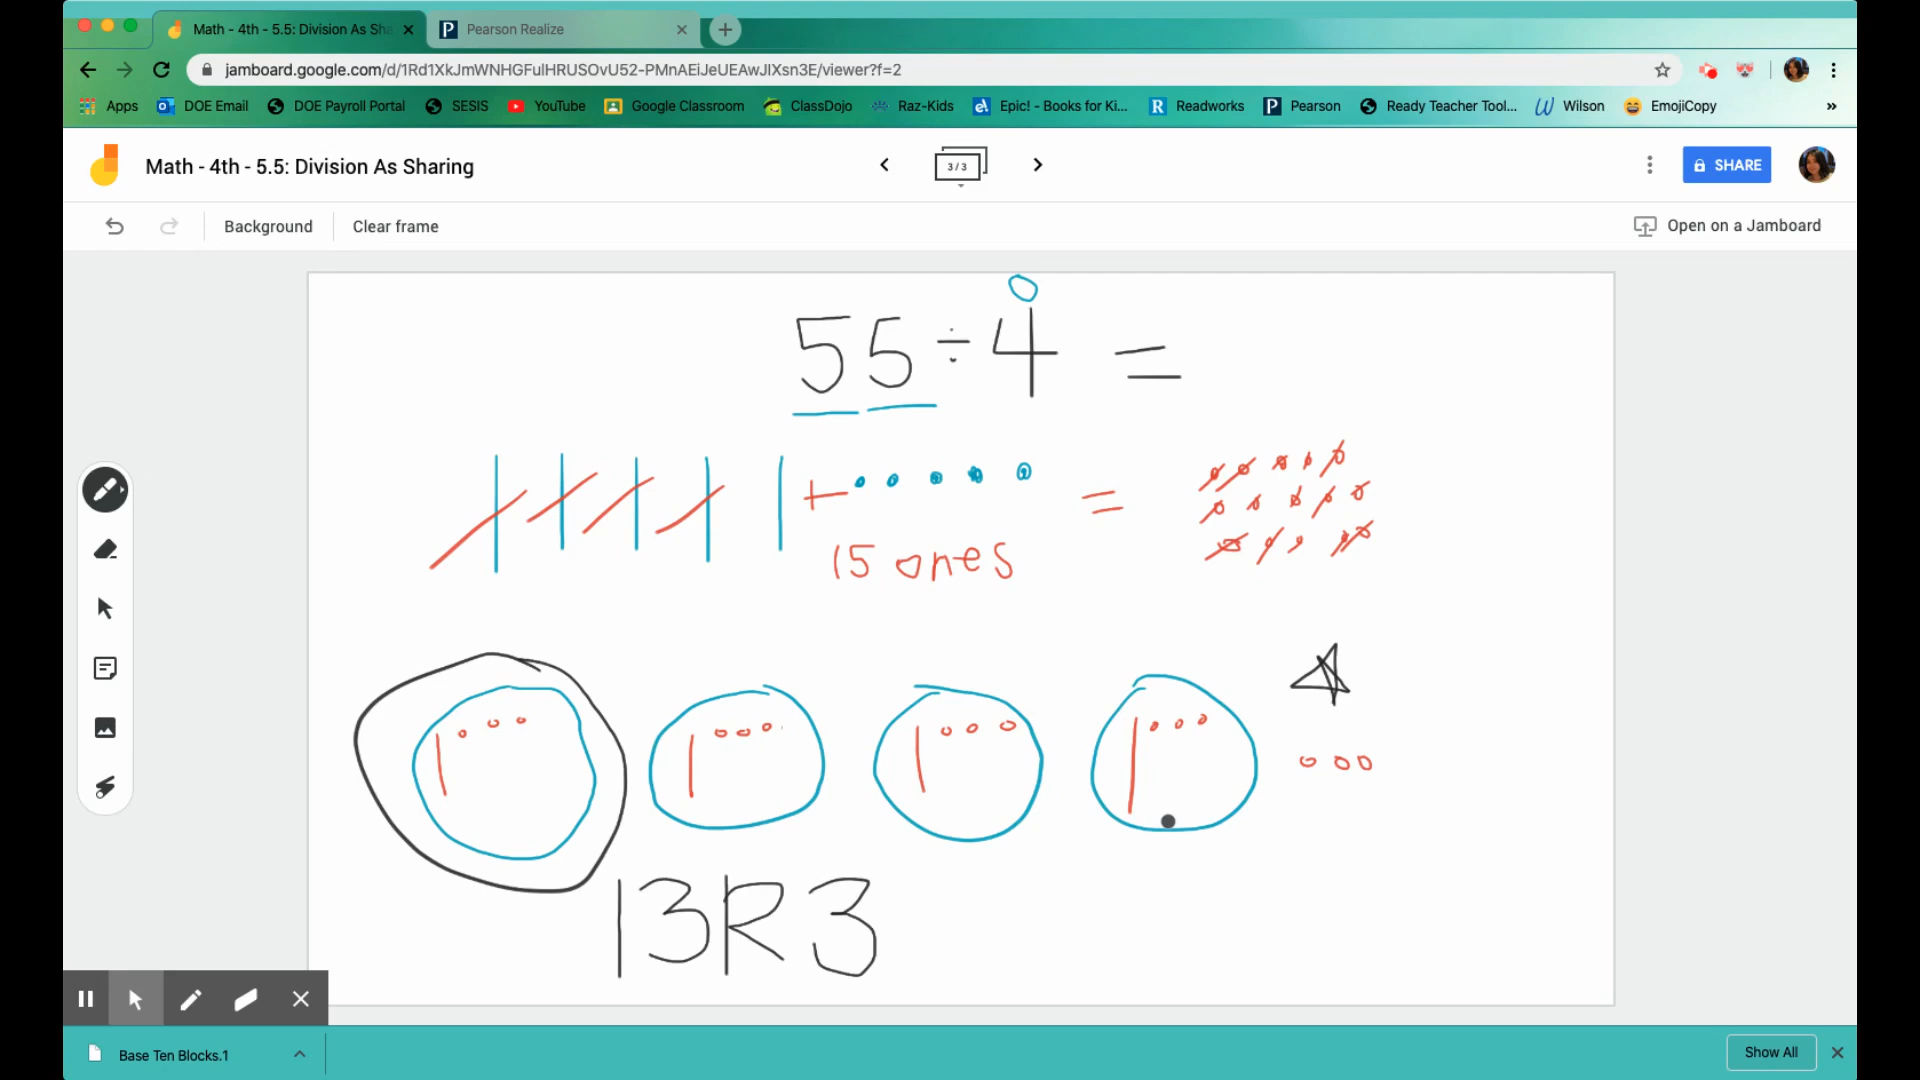 Math - 4th - 5.5: Division As Sha
Pearson Realize
jamboard.google.com/d/1Rd1XkJmWNHGFulHRUSOvU52-PMnAEiJeUEAwJlXsn3E/viewer?f=2
Apps DOE Email DOE Payroll Portal SESIS YouTube Google Classroom ClassDojo Raz-Kids Epic! - Books for Ki... Readworks Pearson Ready Teacher Tool... Wilson EmojiCopy »
Math - 4th - 5.5: Division As Sharing
3 / 3
SHARE
Background Clear frame
Open on a Jamboard
55 ÷ 4 =
+ =
15 ones
13R3
Base Ten Blocks.1
Show All